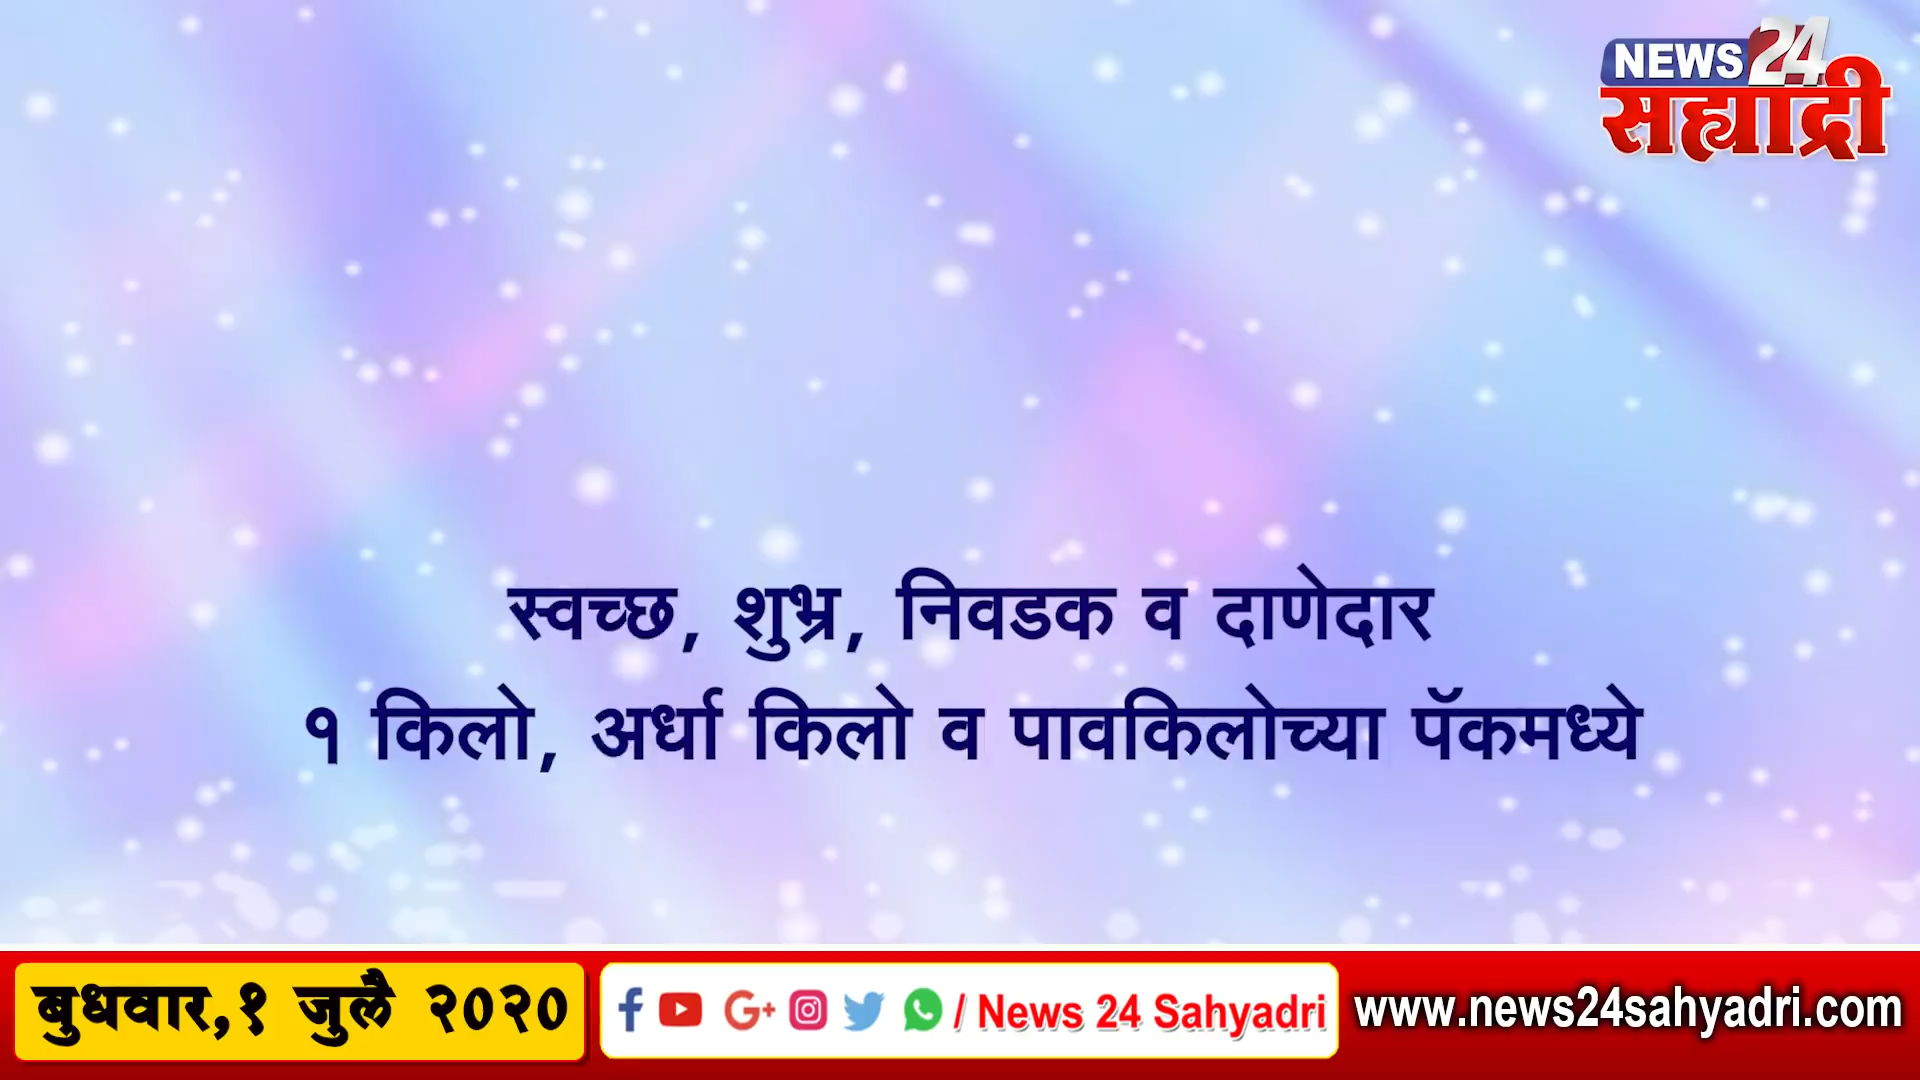 NEWS 24
सह्याद्री
स्वच्छ, शुभ्र, निवडक व दाणेदार
१ किलो, अर्धा किलो व पावकिलोच्या पॅकमध्ये
बुधवार,१ जुलै २०२०
/ News 24 Sahyadri
www.news24sahyadri.com